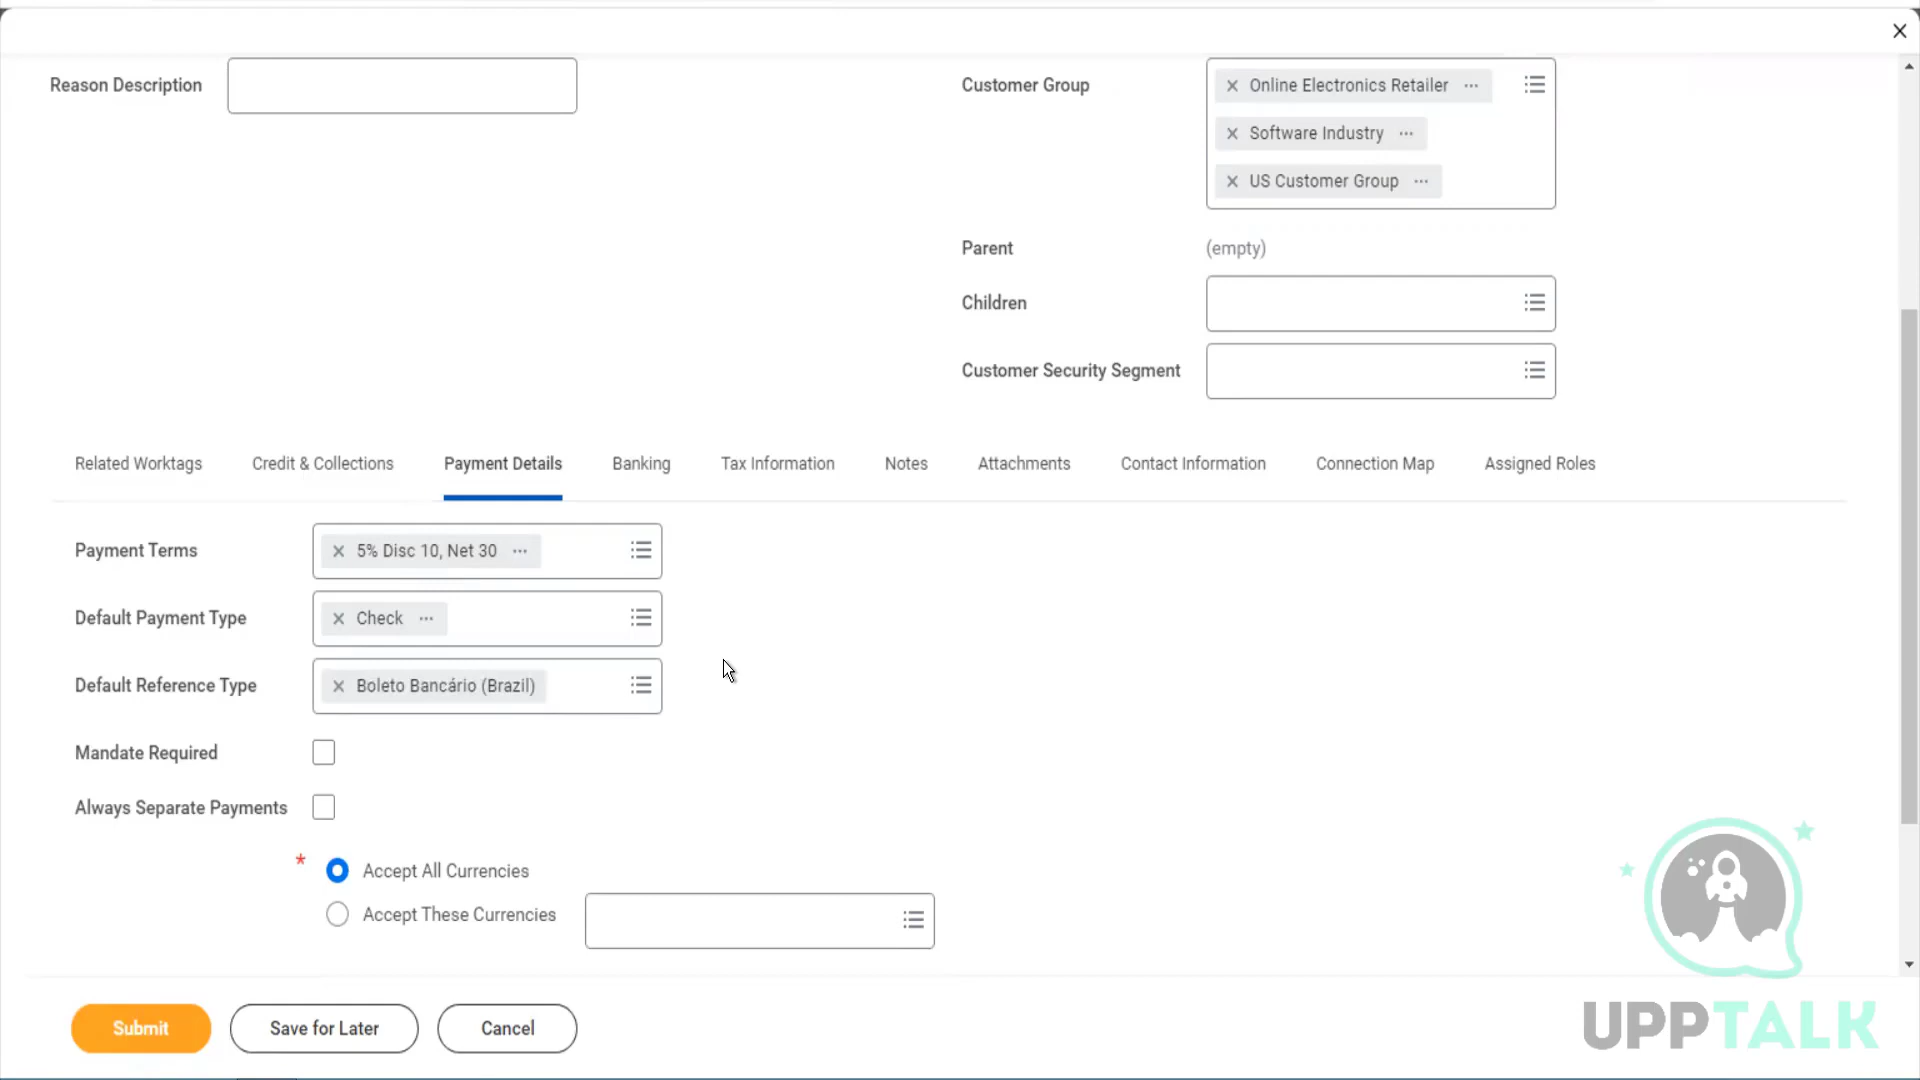 Reason Description
Customer Group
Online Electronics Retailer
Software Industry
US Customer Group
Parent
(empty)
Children
Customer Security Segment
Related Worktags
Credit & Collections
Payment Details
Banking
Tax Information
Notes
Attachments
Contact Information
Connection Map
Assigned Roles
Payment Terms
5% Disc 10, Net 30
Default Payment Type
Check
Default Reference Type
Boleto Bancário (Brazil)
Mandate Required
Always Separate Payments
* Accept All Currencies
Accept These Currencies
Submit
Save for Later
Cancel
UPPTALK